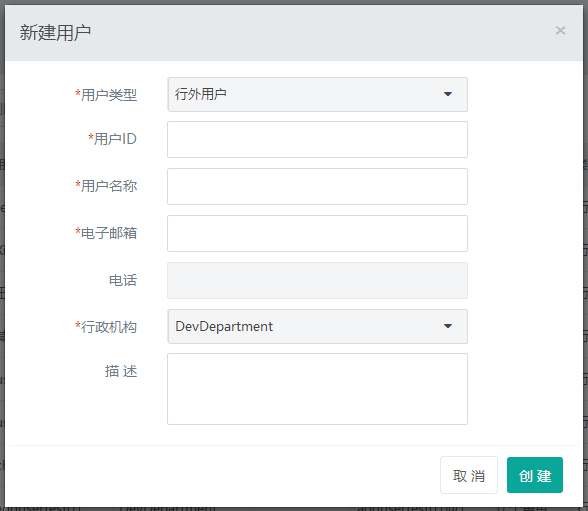 新建用户 ×
*用户类型 行外用户
*用户ID
*用户名称
*电子邮箱
电话
*行政机构 DevDepartment
描 述
取 消 创 建